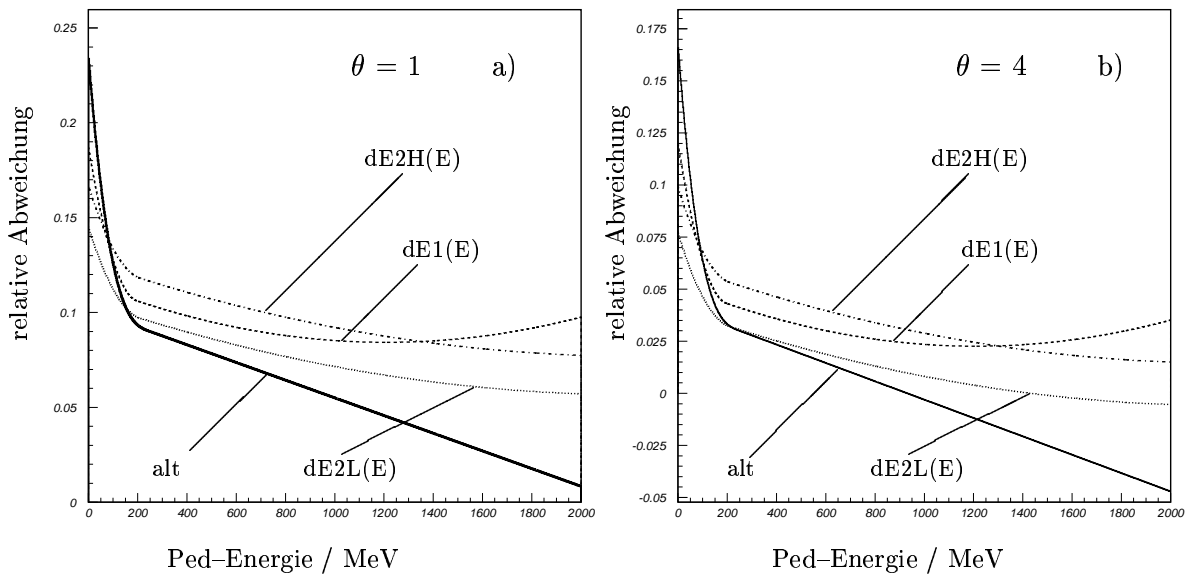 0.25
0.2
0.15
0.1
0.05
0
relative Abweichung
θ = 1
a)
dE2H(E)
dE1(E)
alt
dE2L(E)
0 200 400 600 800 1000 1200 1400 1600 1800 2000
Ped–Energie / MeV
0.175
0.15
0.125
0.1
0.075
0.05
0.025
0
-0.025
-0.05
relative Abweichung
θ = 4
b)
dE2H(E)
dE1(E)
alt
dE2L(E)
0 200 400 600 800 1000 1200 1400 1600 1800 2000
Ped–Energie / MeV